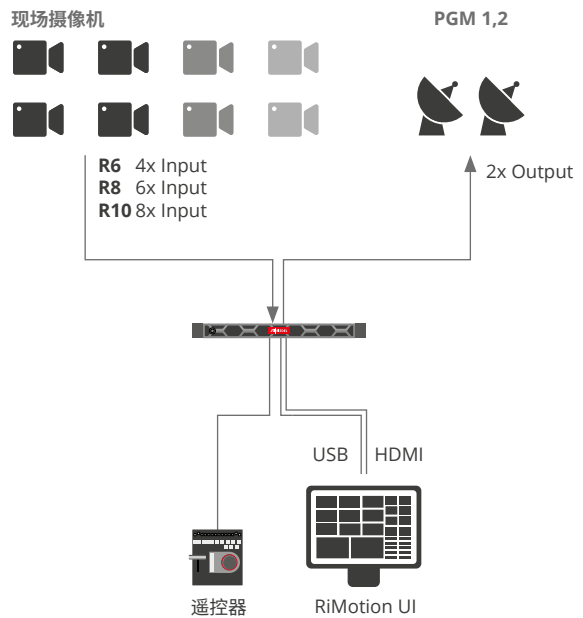 现场摄像机
PGM 1,2
R6 4x Input
R8 6x Input
R10 8x Input
2x Output
USB
HDMI
遥控器
RiMotion UI